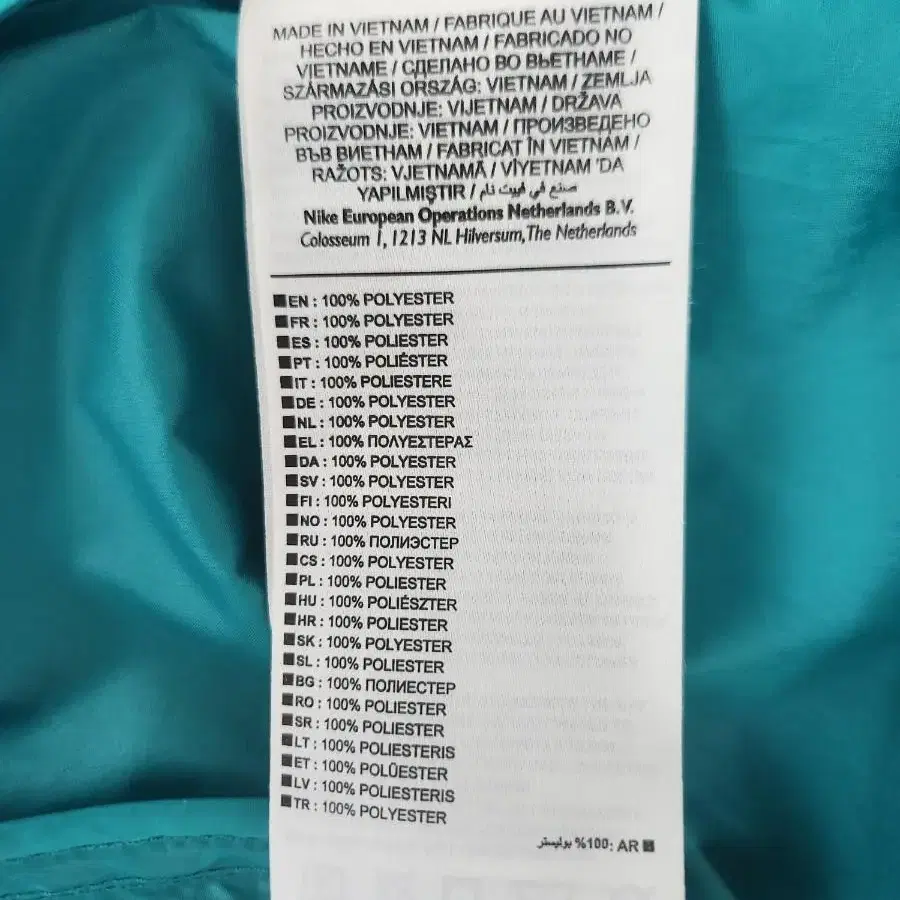 MADE IN VIETNAM / FABRIQUE AU VIETNAM /
HECHO EN VIETNAM / FABRICADO NO
VIETNAME / СДЕЛАНО ВО ВЬЕТНАМЕ /
SZÁRMAZÁSI ORSZÁG: VIETNAM / ZEMLJA
PROIZVODNJE: VIJETNAM / DRŽAVA
PROIZVODNJE: VIETNAM / ПРОИЗВЕДЕНО
ВЪВ ВИЕТНАМ / FABRICAT ÎN VIETNAM /
RAŽOTS: VJETNAMĀ / VİYETNAM 'DA
YAPILMIŞTIR / صنع في فييت نام
Nike European Operations Netherlands B.V.
Colosseum 1, 1213 NL Hilversum, The Netherlands
EN : 100% POLYESTER
FR : 100% POLYESTER
ES : 100% POLIESTER
PT : 100% POLIÉSTER
IT : 100% POLIESTERE
DE : 100% POLYESTER
NL : 100% POLYESTER
EL : 100% ΠΟΛΥΕΣΤΕΡΑΣ
DA : 100% POLYESTER
SV : 100% POLYESTER
FI : 100% POLYESTERI
NO : 100% POLYESTER
RU : 100% ПОЛИЭСТЕР
CS : 100% POLYESTER
PL : 100% POLIESTER
HU : 100% POLIÉSZTER
HR : 100% POLIESTER
SK : 100% POLYESTER
SL : 100% POLIESTER
BG : 100% ПОЛИЕСТЕР
RO : 100% POLIESTER
SR : 100% POLIESTER
LT : 100% POLIESTERIS
ET : 100% POLÜESTER
LV : 100% POLIESTERIS
TR : 100% POLYESTER
AR :100% بوليستر